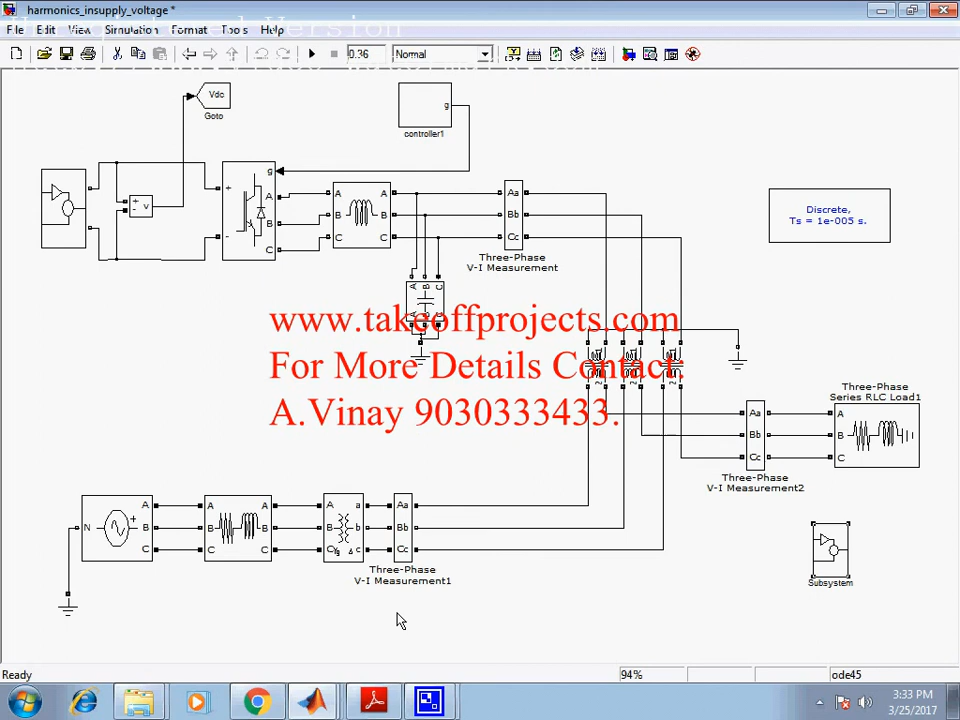 harmonics_insupply_voltage *
File Edit View Simulation Format Tools Help
0.36 Normal
Vdc
Goto
g
controller1
v
+
-
g
A
B
C
A A
B B
C C
Aa
Bb
Cc
Three-Phase
V-I Measurement
Discrete,
Ts = 1e-005 s.
A B C
A B C
www.takeoffprojects.com
For More Details Contact:
A.Vinay 9030333433.
Three-Phase
Series RLC Load1
A
B
C
Aa
Bb
Cc
Three-Phase
V-I Measurement2
N
A
B
C
A A
B B
C C
A a
B b
C Yg Δ c
Aa
Bb
Cc
Three-Phase
V-I Measurement1
Subsystem
Ready 94% ode45
3:33 PM
3/25/2017